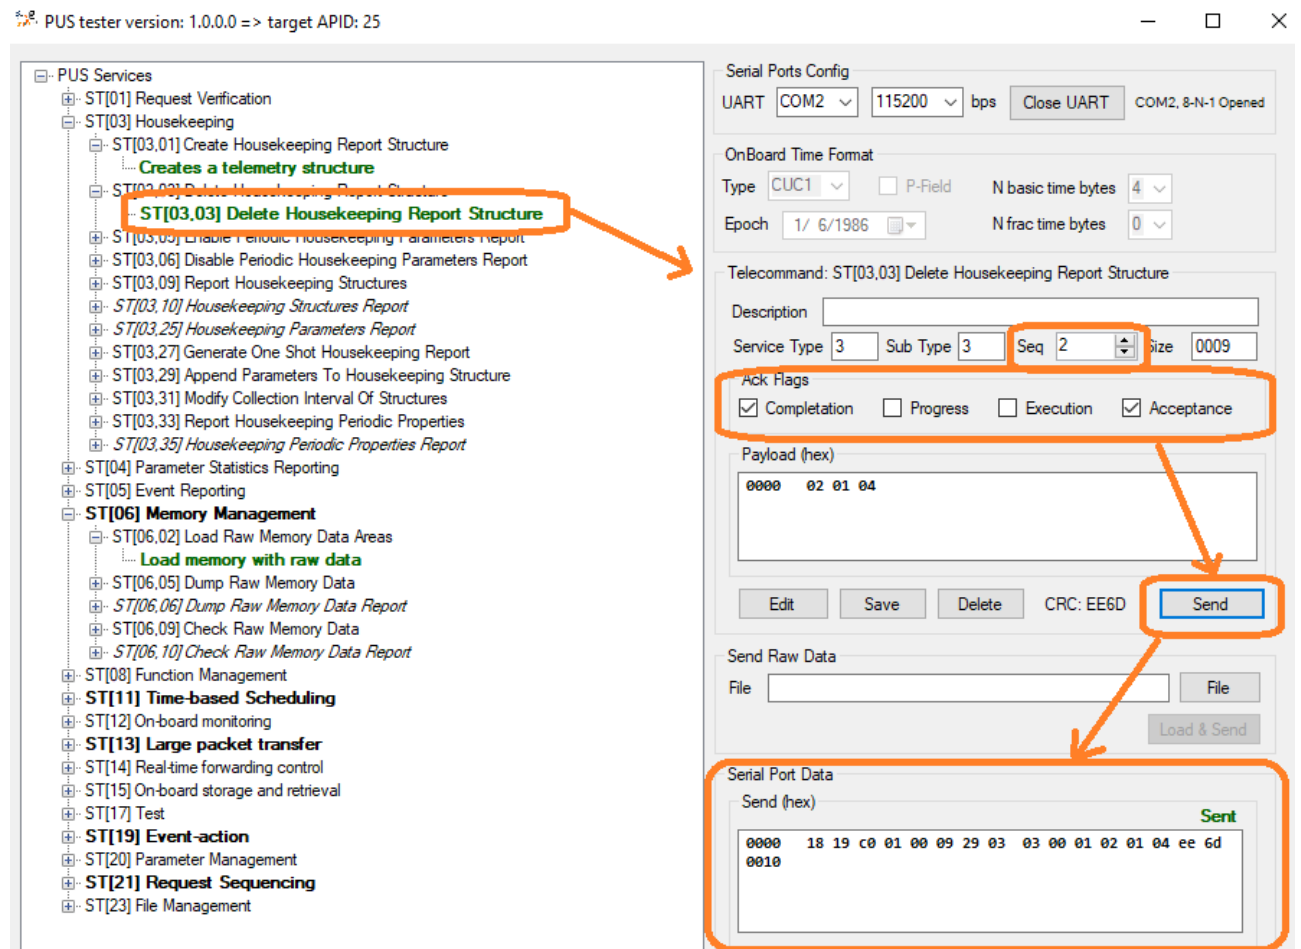 PUS tester version: 1.0.0.0 => target APID: 25
PUS Services
ST[01] Request Verification
ST[03] Housekeeping
ST[03,01] Create Housekeeping Report Structure
Creates a telemetry structure
ST[03,03] Delete Housekeeping Report Structure
ST[03,03] Delete Housekeeping Report Structure
ST[03,05] Enable Periodic Housekeeping Parameters Report
ST[03,06] Disable Periodic Housekeeping Parameters Report
ST[03,09] Report Housekeeping Structures
ST[03,10] Housekeeping Structures Report
ST[03,25] Housekeeping Parameters Report
ST[03,27] Generate One Shot Housekeeping Report
ST[03,29] Append Parameters To Housekeeping Structure
ST[03,31] Modify Collection Interval Of Structures
ST[03,33] Report Housekeeping Periodic Properties
ST[03,35] Housekeeping Periodic Properties Report
ST[04] Parameter Statistics Reporting
ST[05] Event Reporting
ST[06] Memory Management
ST[06,02] Load Raw Memory Data Areas
Load memory with raw data
ST[06,05] Dump Raw Memory Data
ST[06,06] Dump Raw Memory Data Report
ST[06,09] Check Raw Memory Data
ST[06,10] Check Raw Memory Data Report
ST[08] Function Management
ST[11] Time-based Scheduling
ST[12] On-board monitoring
ST[13] Large packet transfer
ST[14] Real-time forwarding control
ST[15] On-board storage and retrieval
ST[17] Test
ST[19] Event-action
ST[20] Parameter Management
ST[21] Request Sequencing
ST[23] File Management
Serial Ports Config
UART COM2 115200 bps Close UART COM2, 8-N-1 Opened
OnBoard Time Format
Type CUC1 P-Field N basic time bytes 4
Epoch 1/ 6/1986 N frac time bytes 0
Telecommand: ST[03,03] Delete Housekeeping Report Structure
Description
Service Type 3 Sub Type 3 Seq 2 Size 0009
Ack Flags
Completation Progress Execution Acceptance
Payload (hex)
0000 02 01 04
Edit Save Delete CRC: EE6D Send
Send Raw Data
File File
Load & Send
Serial Port Data
Send (hex)
Sent
0000 18 19 c0 01 00 09 29 03 03 00 01 02 01 04 ee 6d
0010